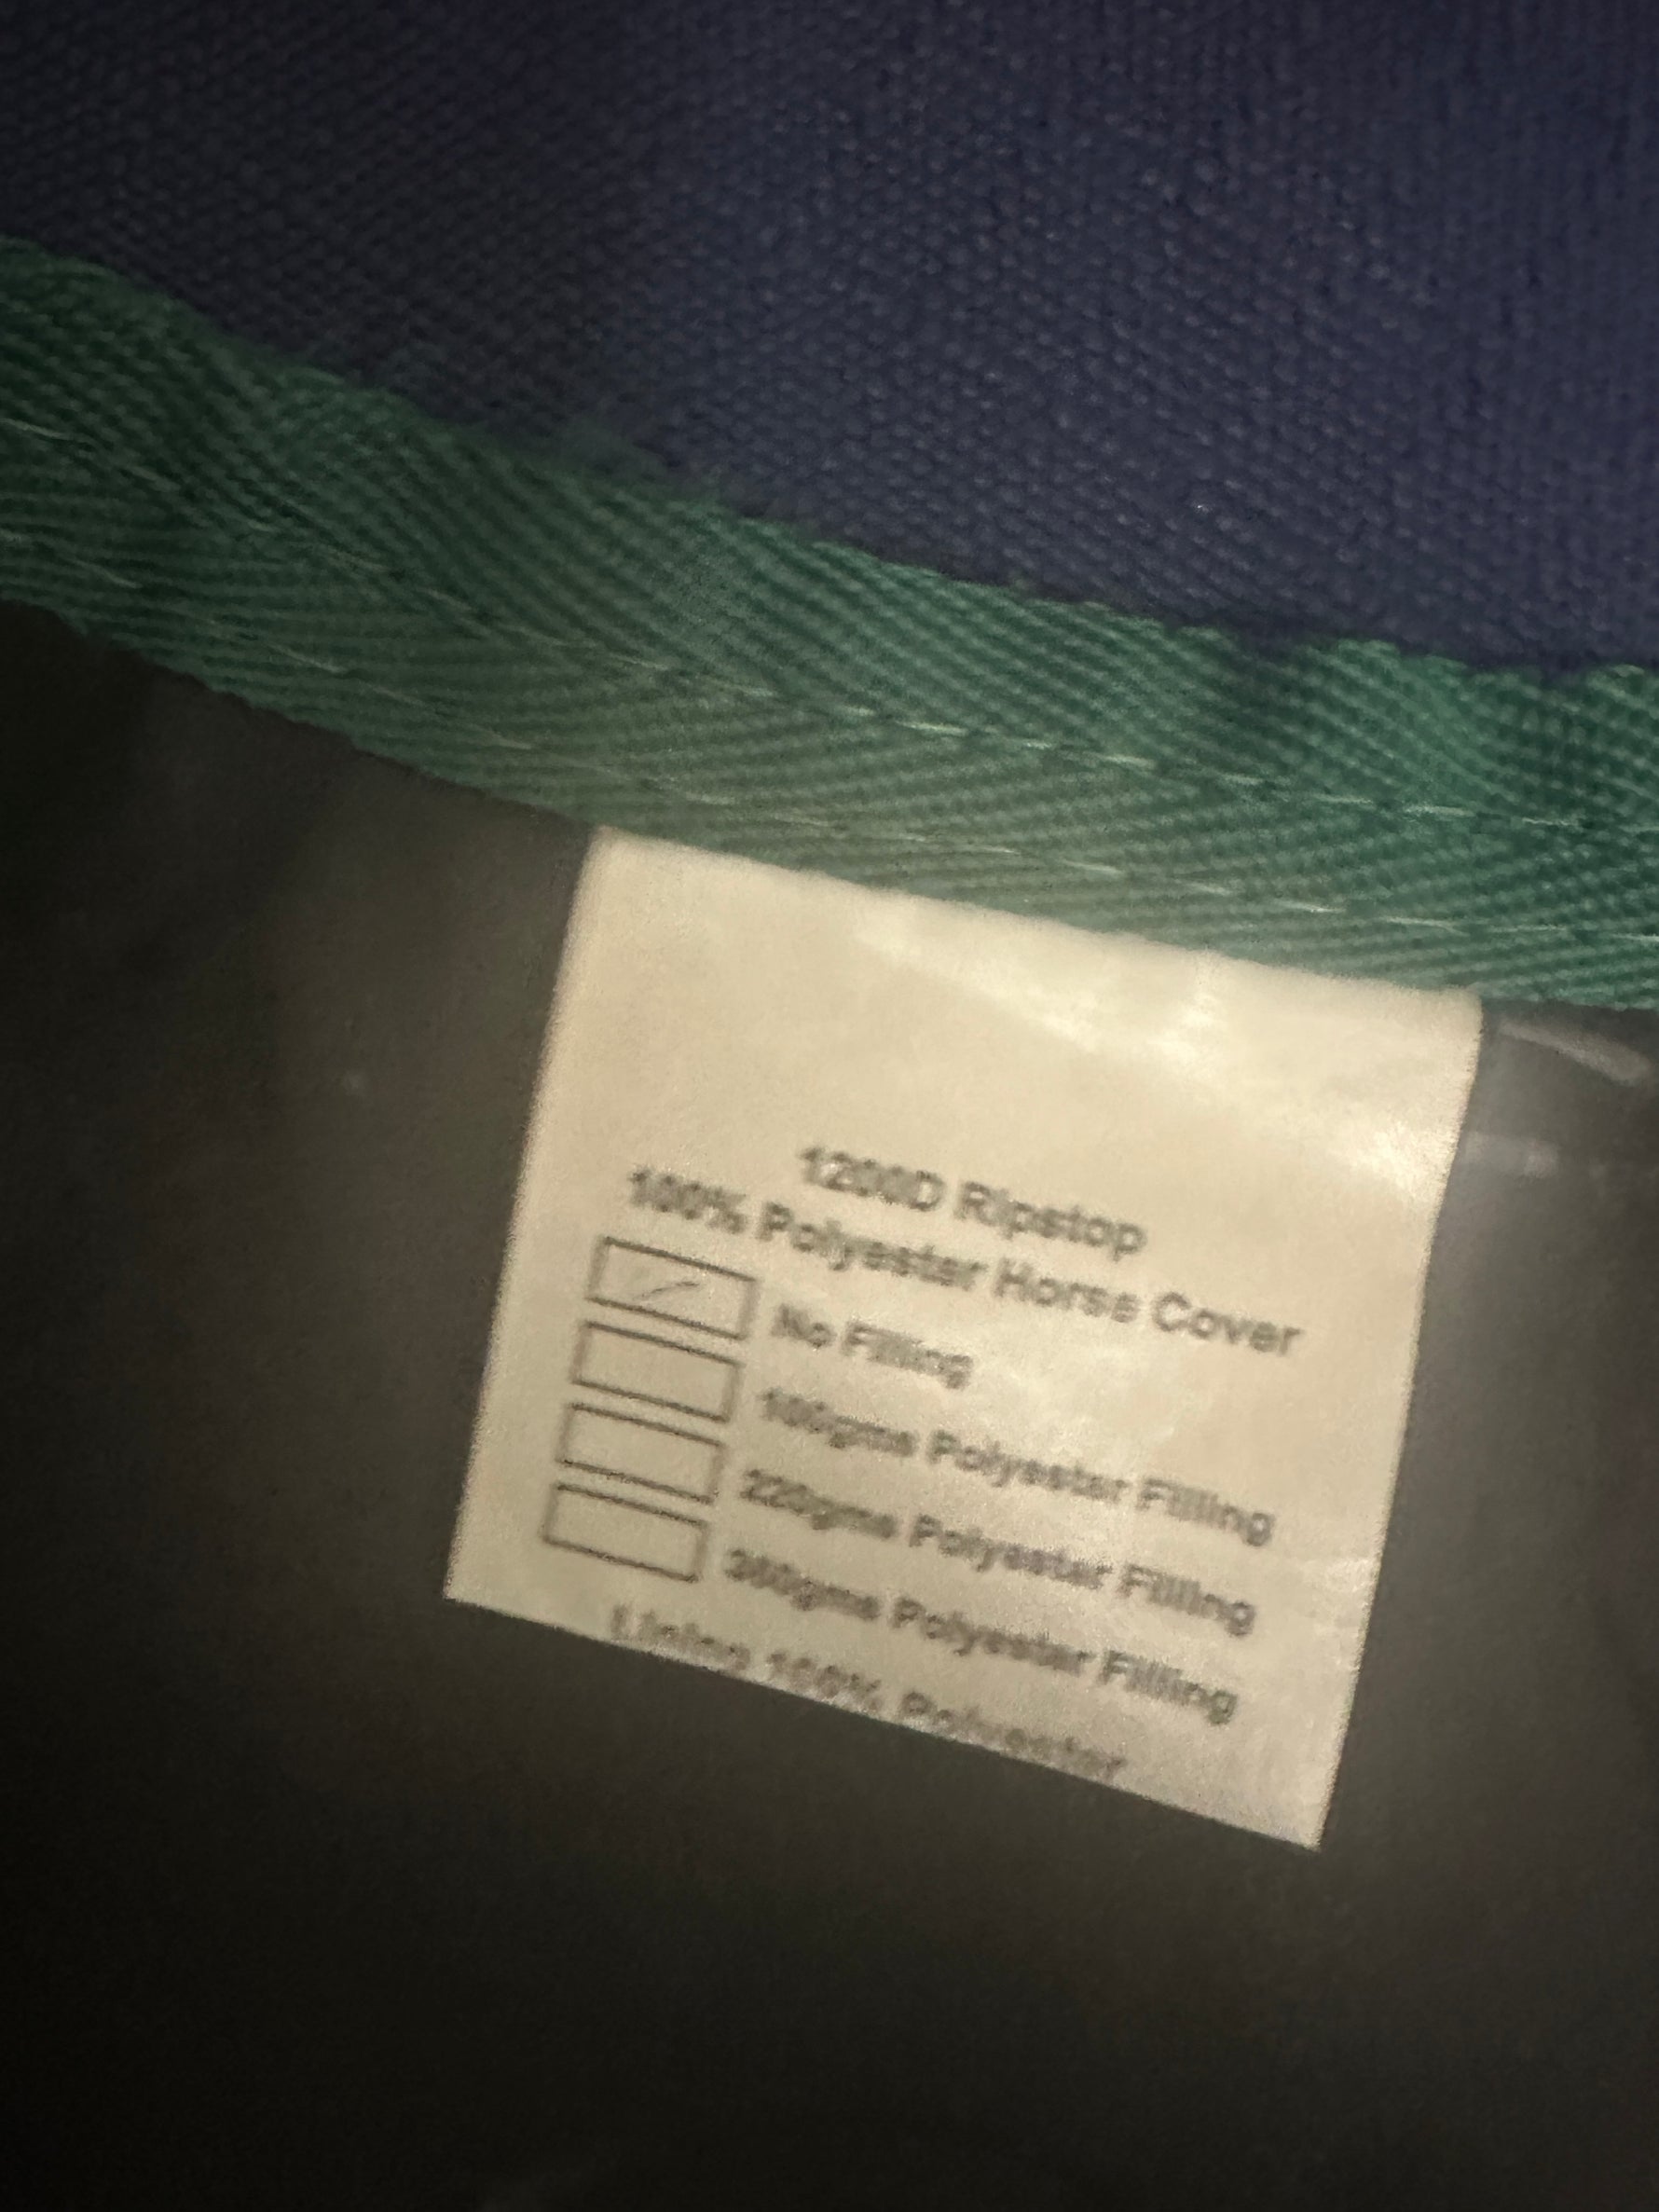 1200D Ripstop
100% Polyester Horse Cover
No Filling
100gms Polyester Filling
220gms Polyester Filling
360gms Polyester Filling
Lining 100% Polyester